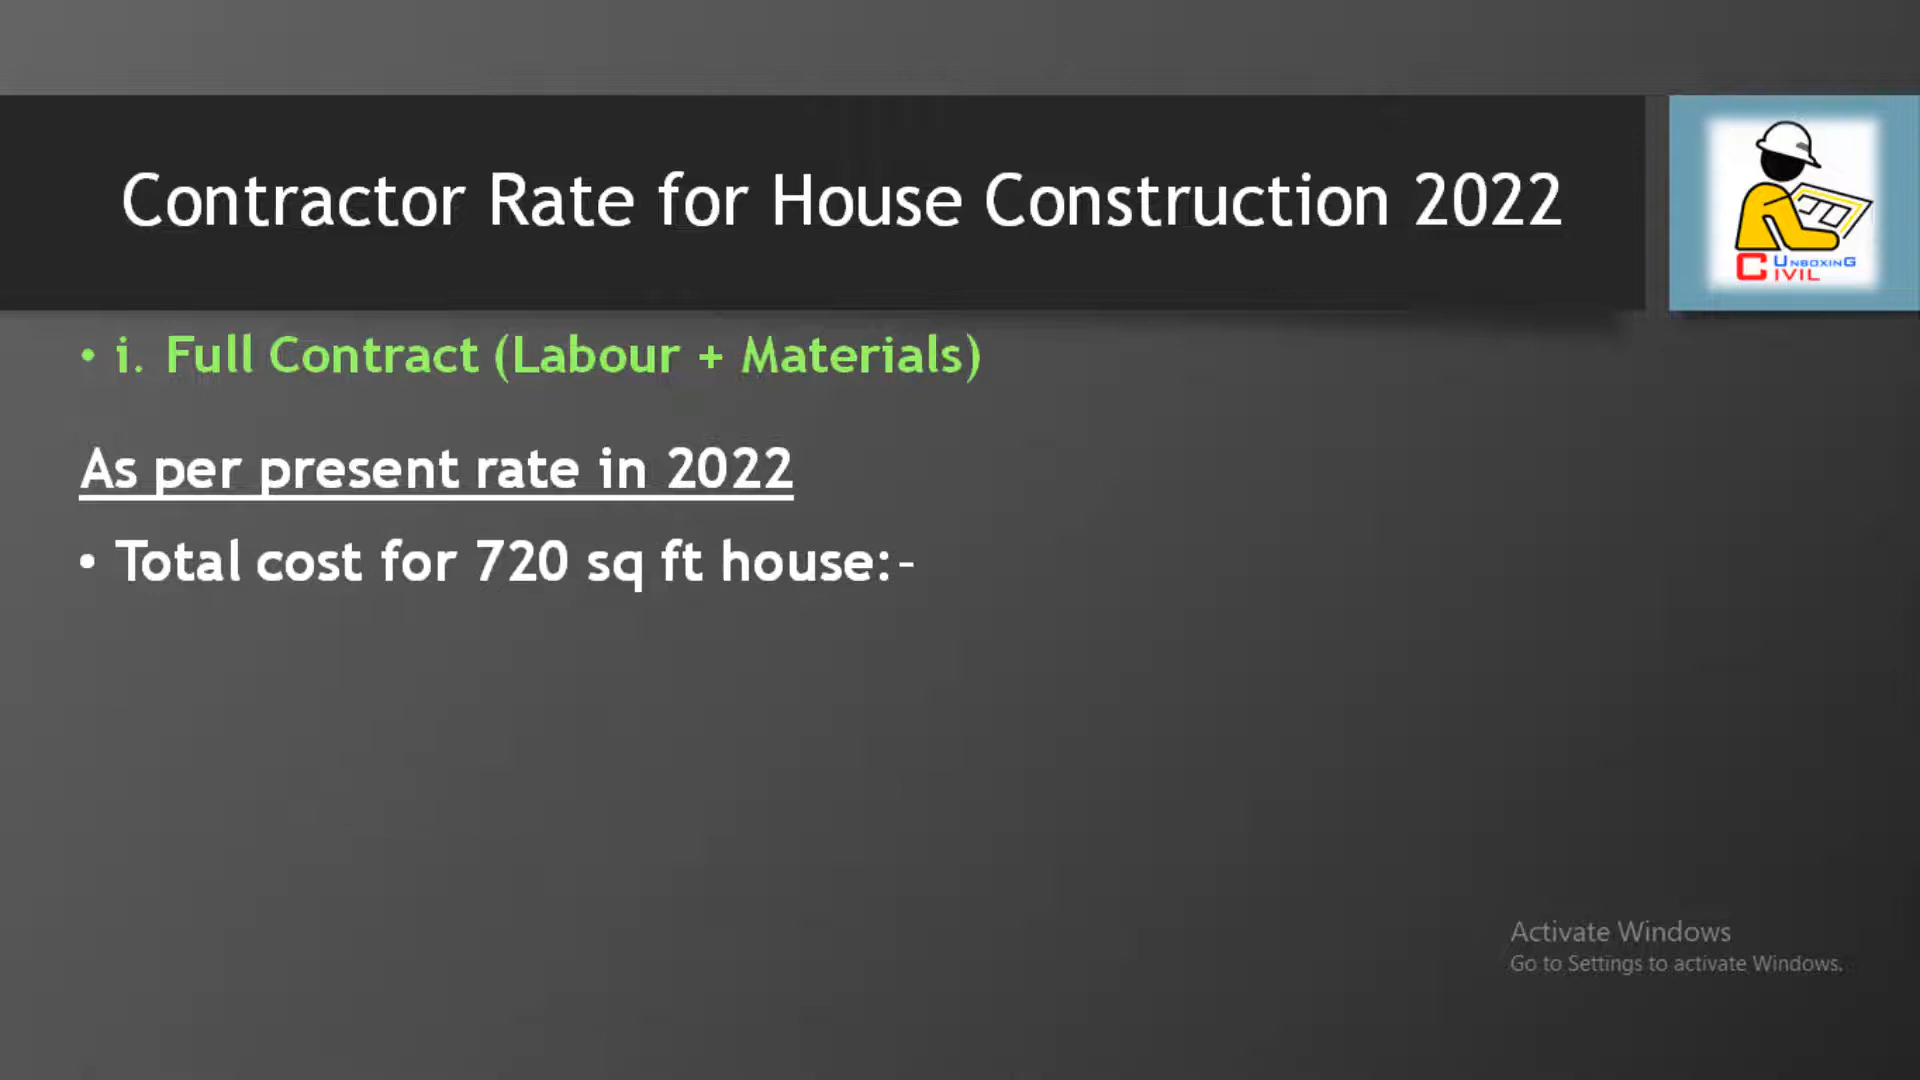 Contractor Rate for House Construction 2022
UNBOXING
CIVIL
• i. Full Contract (Labour + Materials)
As per present rate in 2022
• Total cost for 720 sq ft house:-
Activate Windows
Go to Settings to activate Windows.